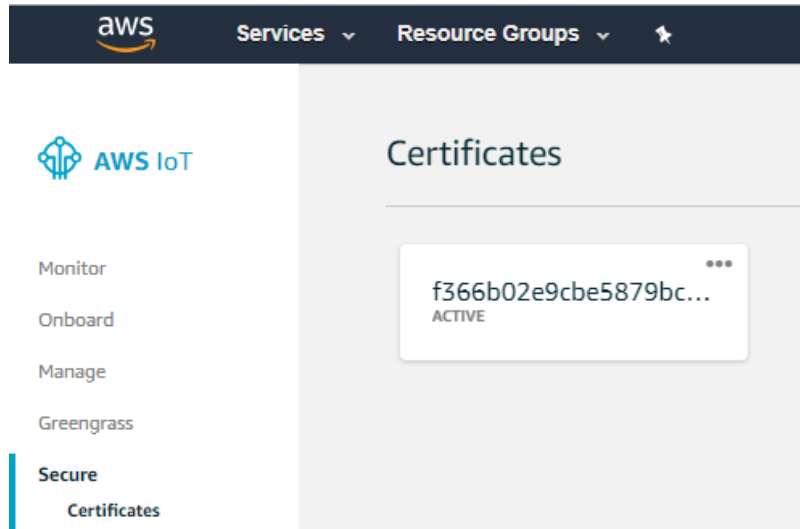 aws Services Resource Groups
AWS IoT
Certificates
Monitor
Onboard
Manage
Greengrass
Secure
Certificates
•••
f366b02e9cbe5879bc...
ACTIVE